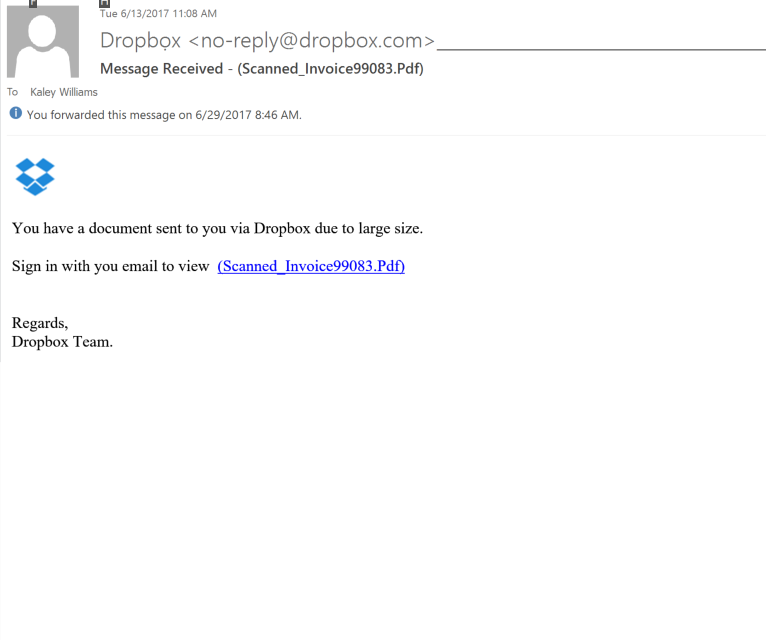 Tue 6/13/2017 11:08 AM
Dropbọx <no-reply@dropbox.com>
Message Received - (Scanned_Invoice99083.Pdf)
To Kaley Williams
You forwarded this message on 6/29/2017 8:46 AM.
You have a document sent to you via Dropbox due to large size.
Sign in with you email to view (Scanned_Invoice99083.Pdf)
Regards,
Dropbox Team.